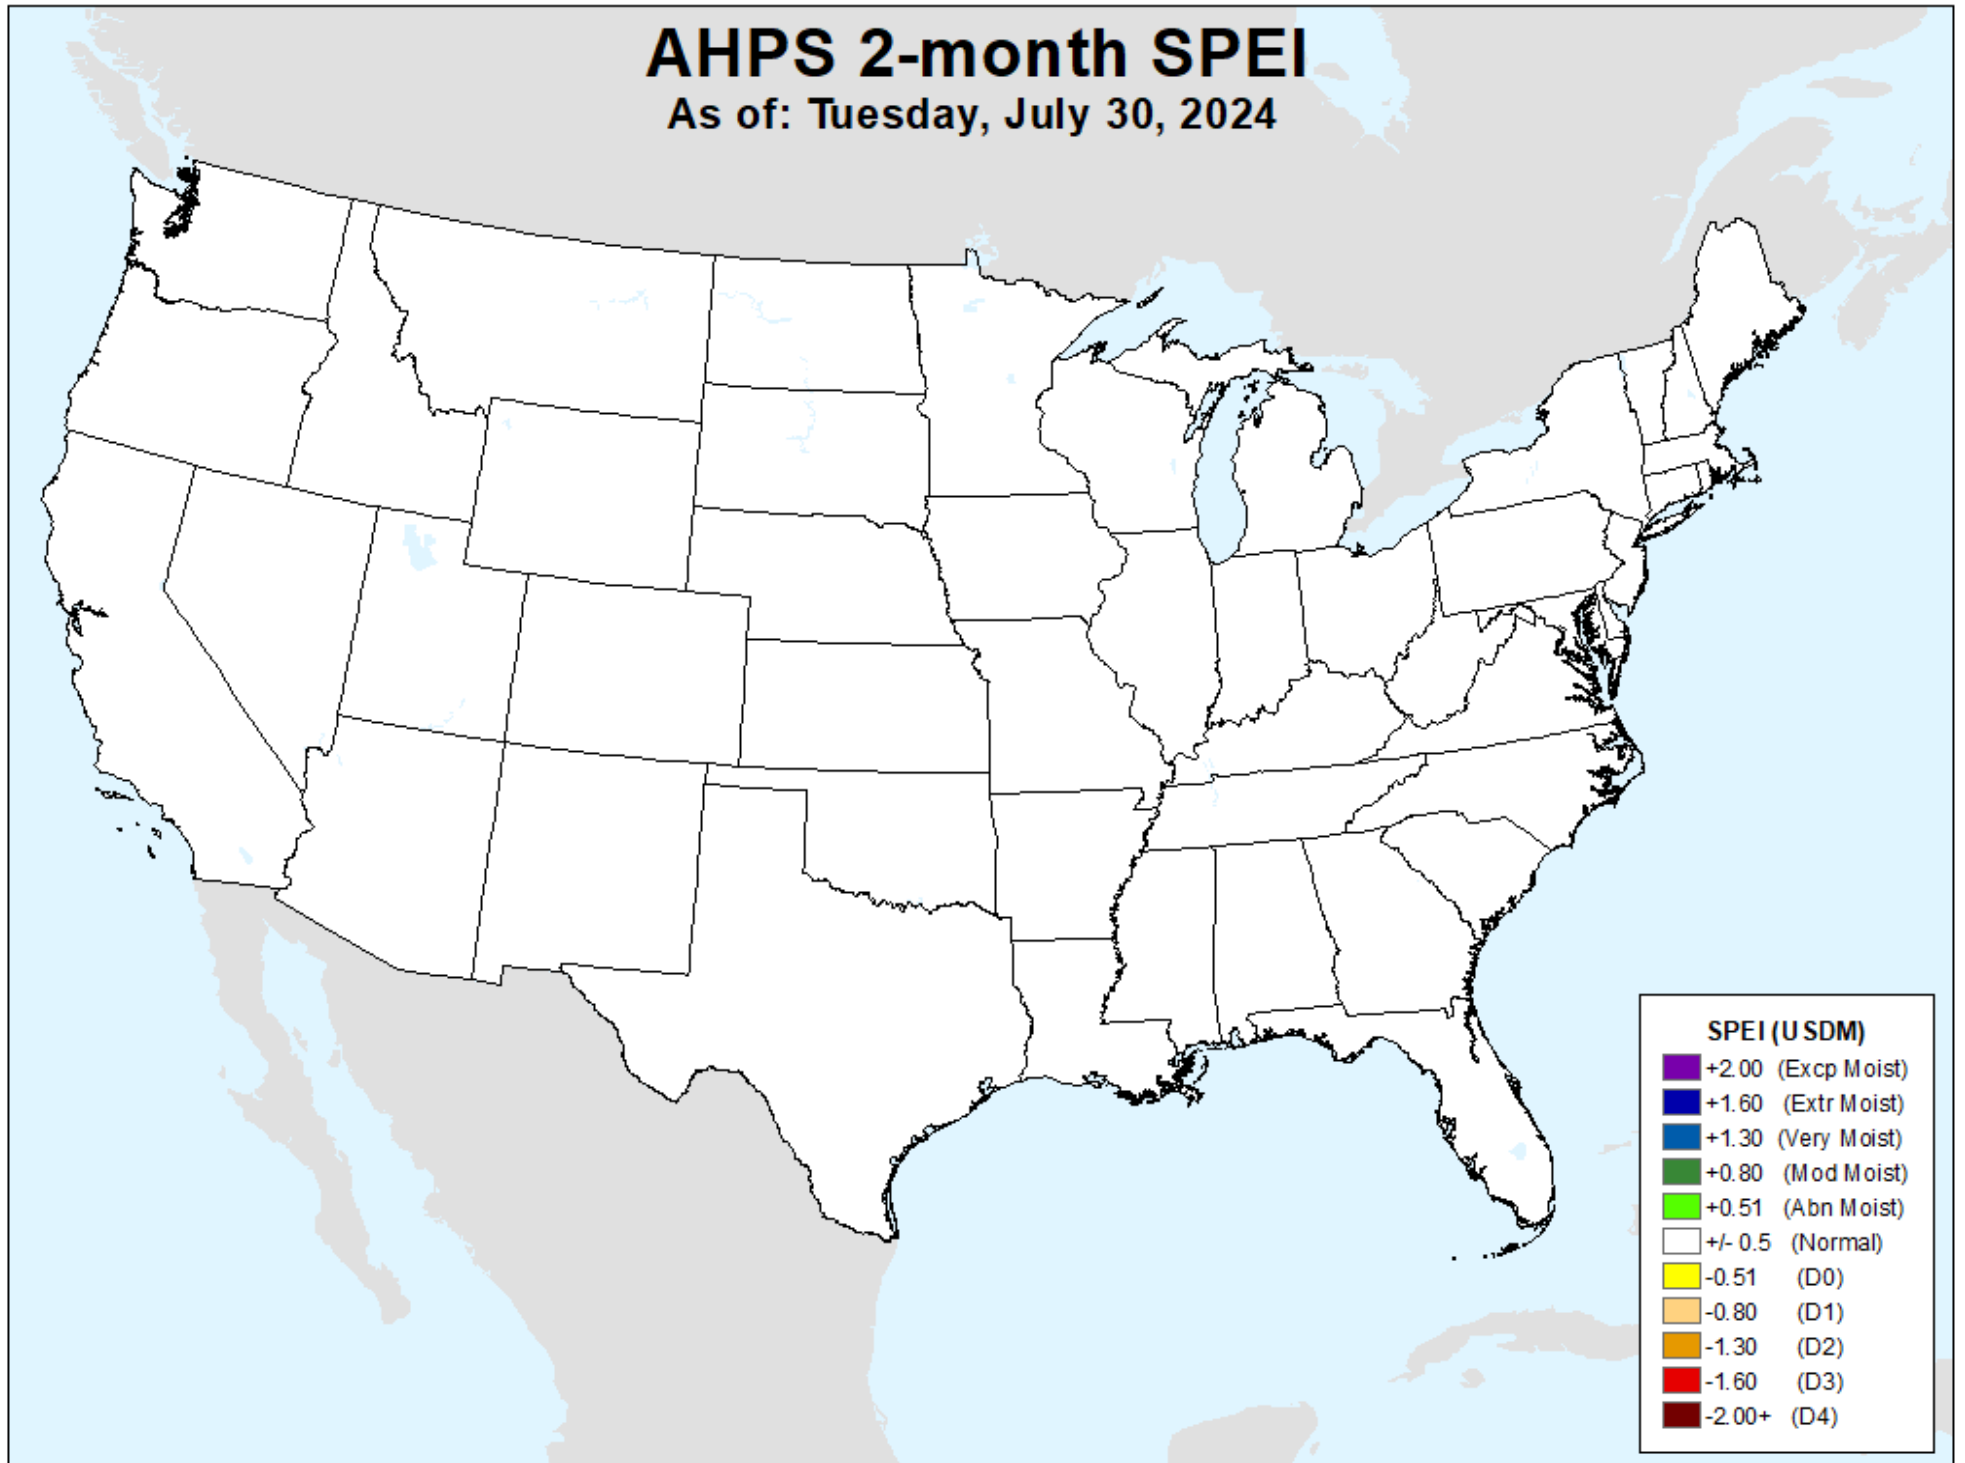 AHPS 2-month SPEI
As of: Tuesday, July 30, 2024
SPEI (USDM)
+2.00 (Excp Moist)
+1.60 (Extr Moist)
+1.30 (Very Moist)
+0.80 (Mod Moist)
+0.51 (Abn Moist)
+/- 0.5 (Normal)
-0.51 (D0)
-0.80 (D1)
-1.30 (D2)
-1.60 (D3)
-2.00+ (D4)